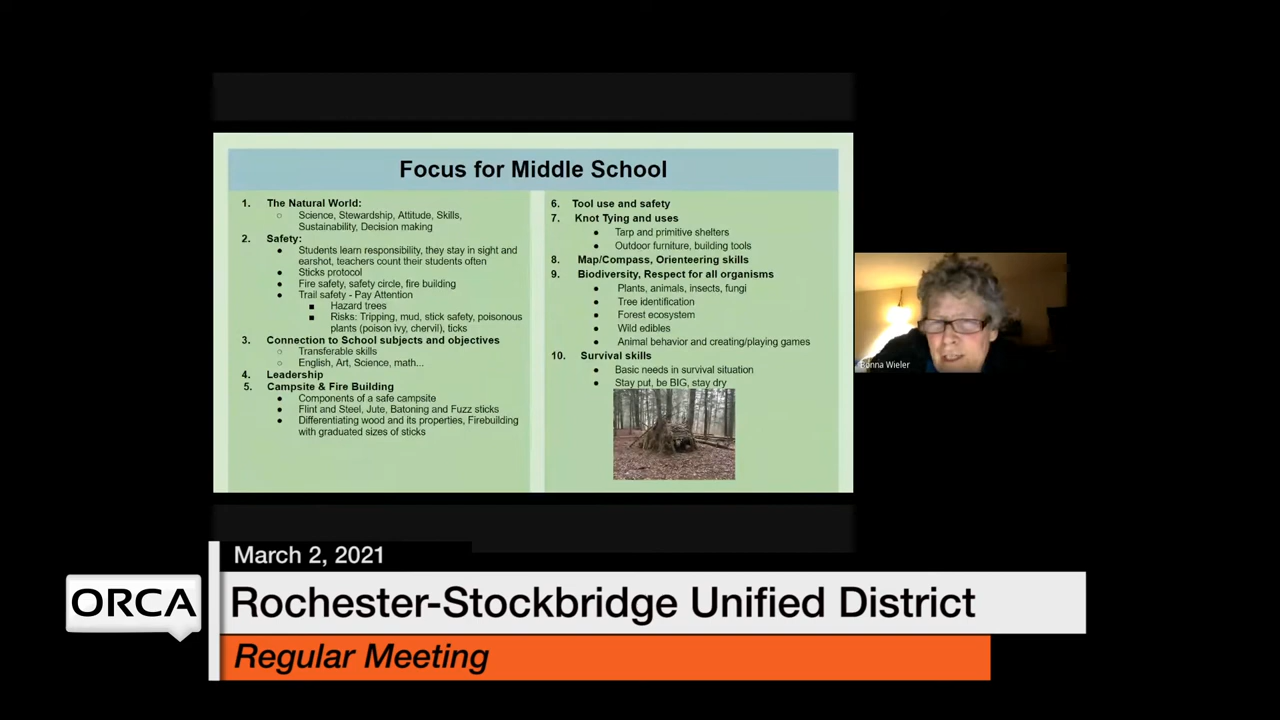 Focus for Middle School
1. The Natural World:
○ Science, Stewardship, Attitude, Skills,
Sustainability, Decision making
2. Safety:
● Students learn responsibility, they stay in sight and
earshot, teachers count their students often
● Sticks protocol
● Fire safety, safety circle, fire building
● Trail safety - Pay Attention
■ Hazard trees
■ Risks: Tripping, mud, stick safety, poisonous
plants (poison ivy, chervil), ticks
3. Connection to School subjects and objectives
○ Transferable skills
○ English, Art, Science, math...
4. Leadership
5. Campsite & Fire Building
● Components of a safe campsite
● Flint and Steel, Jute, Batoning and Fuzz sticks
● Differentiating wood and its properties, Firebuilding
with graduated sizes of sticks
6. Tool use and safety
7. Knot Tying and uses
● Tarp and primitive shelters
● Outdoor furniture, building tools
8. Map/Compass, Orienteering skills
9. Biodiversity, Respect for all organisms
● Plants, animals, insects, fungi
● Tree identification
● Forest ecosystem
● Wild edibles
● Animal behavior and creating/playing games
10. Survival skills
● Basic needs in survival situation
● Stay put, be BIG, stay dry
Bonna Wieler
March 2, 2021
ORCA
Rochester-Stockbridge Unified District
Regular Meeting